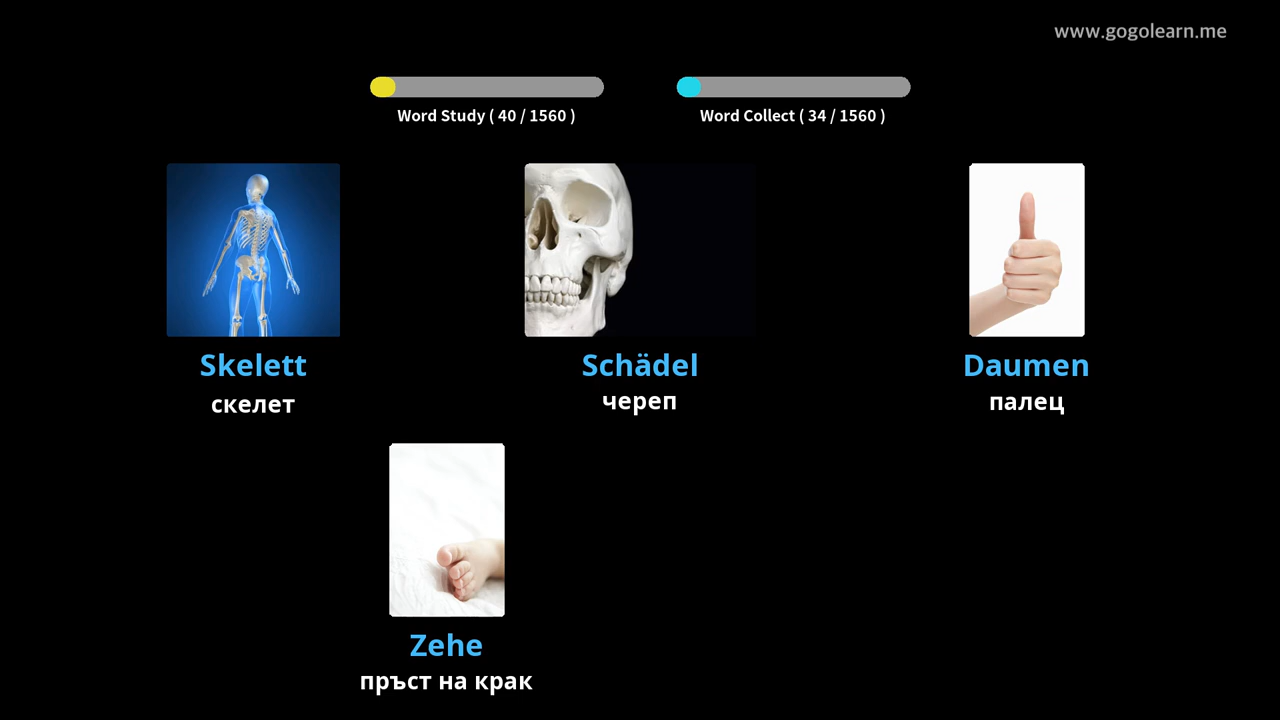 www.gogolearn.me
Word Study ( 40 / 1560 )
Word Collect ( 34 / 1560 )
Skelett
скелет
Schädel
череп
Daumen
палец
Zehe
пръст на крак